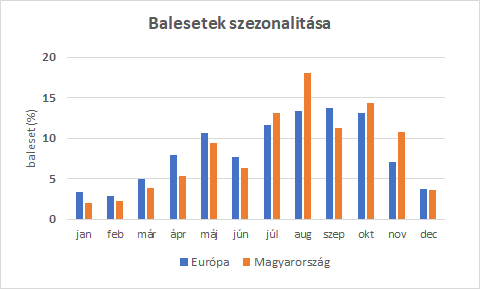 Balesetek szezonalitása
baleset (%)
20
15
10
5
0
jan feb már ápr máj jún júl aug szep okt nov dec
Európa Magyarország